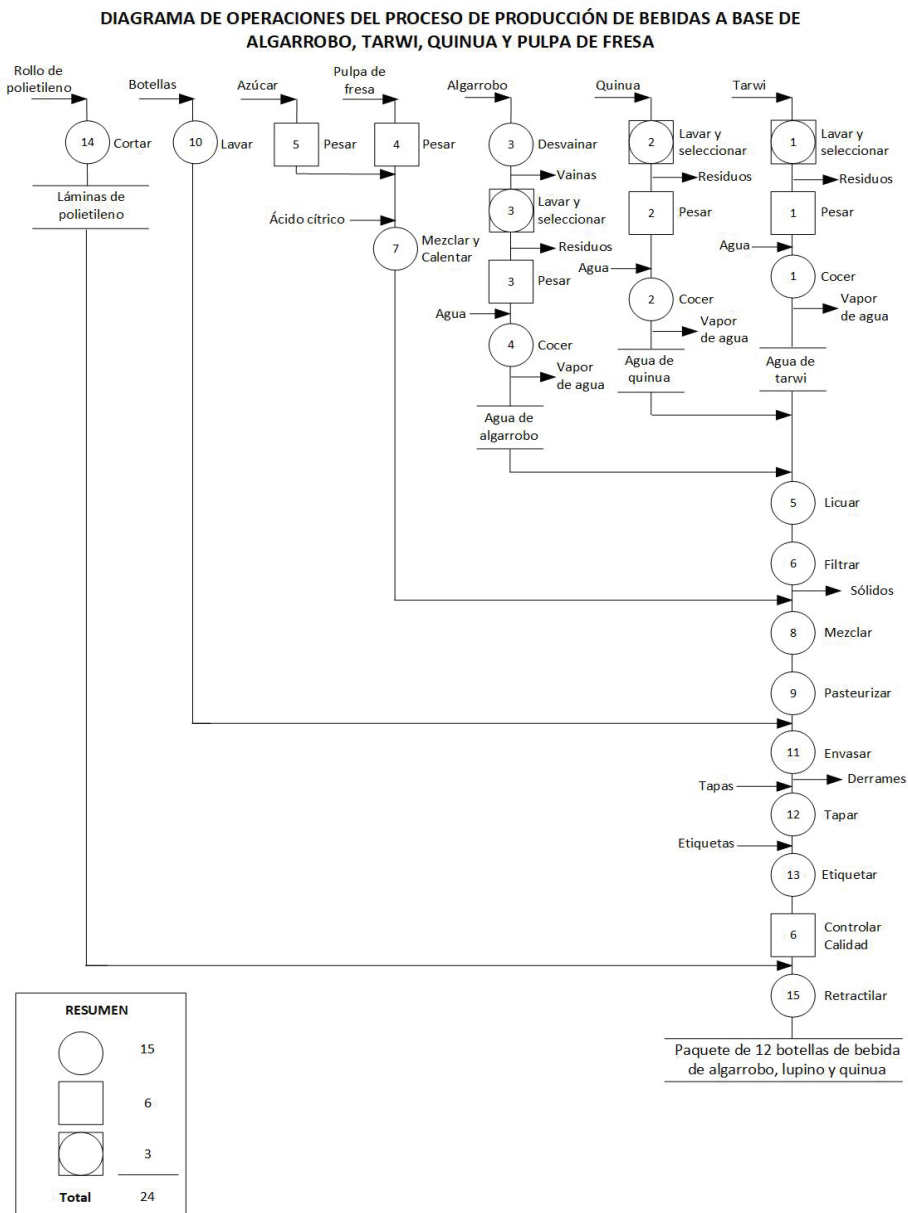 DIAGRAMA DE OPERACIONES DEL PROCESO DE PRODUCCIÓN DE BEBIDAS A BASE DE
ALGARROBO, TARWI, QUINUA Y PULPA DE FRESA
Rollo de
polietileno
14
Cortar
Láminas de
polietileno
Botellas
10
Lavar
Azúcar
5
Pesar
Pulpa de
fresa
4
Pesar
Ácido cítrico
7
Mezclar y
Calentar
Algarrobo
3
Desvainar
Vainas
3
Lavar y
seleccionar
Residuos
3
Pesar
Agua
4
Cocer
Vapor
de agua
Agua de
algarrobo
Quinua
2
Lavar y
seleccionar
Residuos
2
Pesar
Agua
2
Cocer
Vapor
de agua
Agua de
quinua
Tarwi
1
Lavar y
seleccionar
Residuos
1
Pesar
Agua
1
Cocer
Vapor
de agua
Agua de
tarwi
5
Licuar
6
Filtrar
Sólidos
8
Mezclar
9
Pasteurizar
11
Envasar
Derrames
Tapas
12
Tapar
Etiquetas
13
Etiquetar
6
Controlar
Calidad
15
Retractilar
Paquete de 12 botellas de bebida
de algarrobo, lupino y quinua
RESUMEN
15
6
3
Total 24